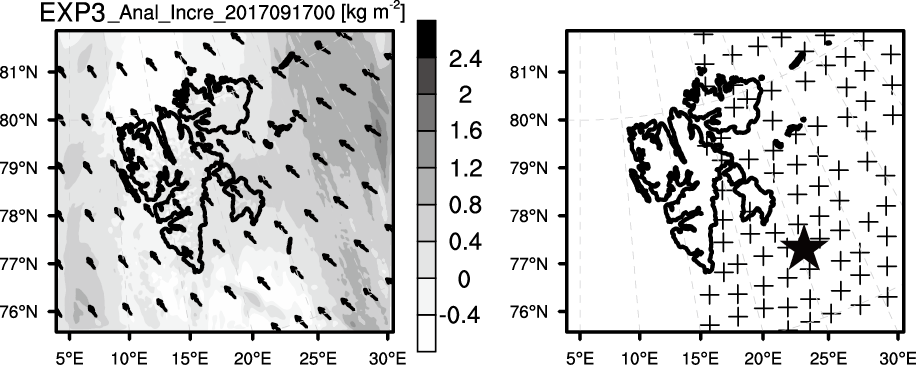 EXP3_Anal_Incre_2017091700 [kg m-2]
81°N
80°N
79°N
78°N
77°N
76°N
5°E 10°E 15°E 20°E 25°E 30°E
2.4
2
1.6
1.2
0.8
0.4
0
-0.4
81°N
80°N
79°N
78°N
77°N
76°N
5°E 10°E 15°E 20°E 25°E 30°E